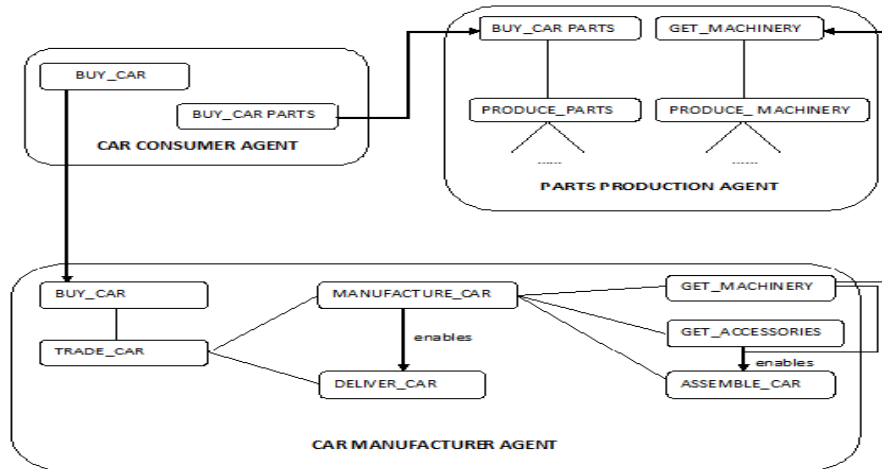 BUY_CAR PARTS
GET_MACHINERY
BUY_CAR
BUY_CAR PARTS
CAR CONSUMER AGENT
PRODUCE_PARTS
PRODUCE_ MACHINERY
......
......
PARTS PRODUCTION AGENT
BUY_CAR
MANUFACTURE_CAR
GET_MACHINERY
TRADE_CAR
enables
GET_ACCESSORIES
enables
DELIVER_CAR
ASSEMBLE_CAR
CAR MANUFACTURER AGENT